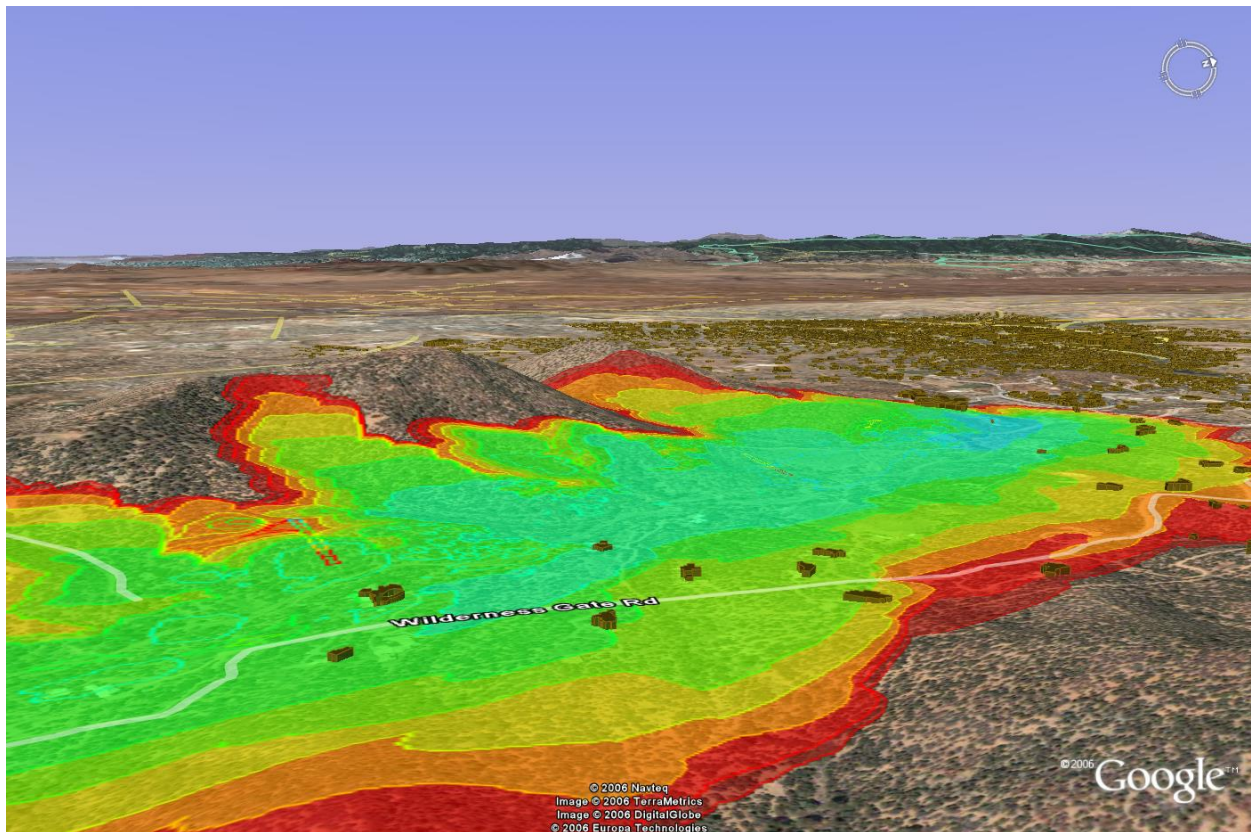 N
Wilderness Gate Rd
©2006 Google™
© 2006 Navteq
Image © 2006 TerraMetrics
Image © 2006 DigitalGlobe
© 2006 Europa Technologies